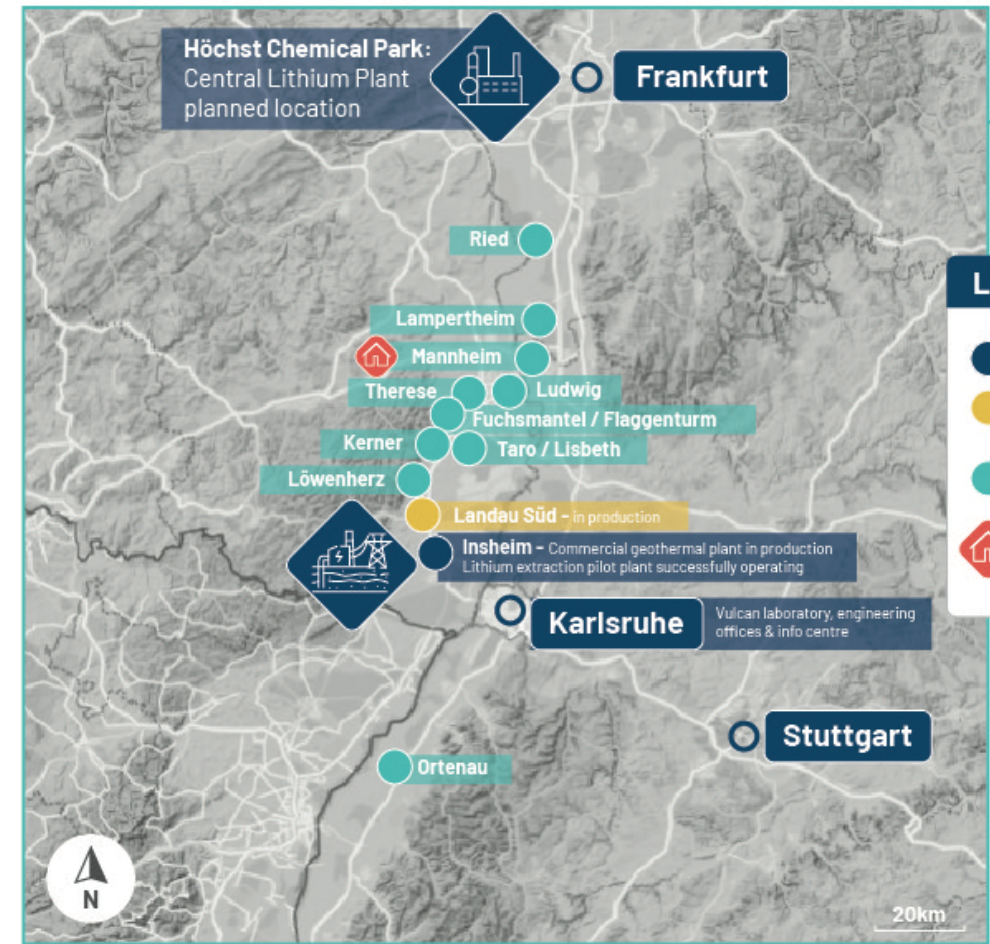 Höchst Chemical Park:
Central Lithium Plant
planned location
Frankfurt
Ried
Lampertheim
Mannheim
Therese
Ludwig
Fuchsmantel / Flaggenturm
Kerner
Taro / Lisbeth
Löwenherz
Landau Süd - in production
Insheim - Commercial geothermal plant in production
Lithium extraction pilot plant successfully operating
Karlsruhe
Vulcan laboratory, engineering
offices & info centre
Stuttgart
Ortenau
N
20km
L